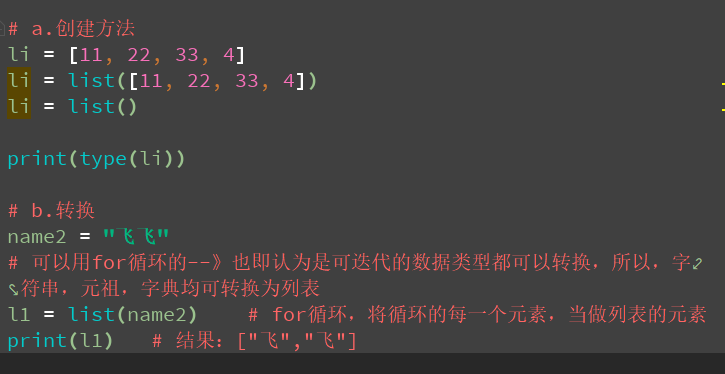 # a.创建方法
li = [11, 22, 33, 4]
li = list([11, 22, 33, 4])
li = list()
print(type(li))
# b.转换
name2 = "飞飞"
# 可以用for循环的--》也即认为是可迭代的数据类型都可以转换，所以，字
符串，元祖，字典均可转换为列表
l1 = list(name2)    # for循环，将循环的每一个元素，当做列表的元素
print(l1)   # 结果：["飞","飞"]